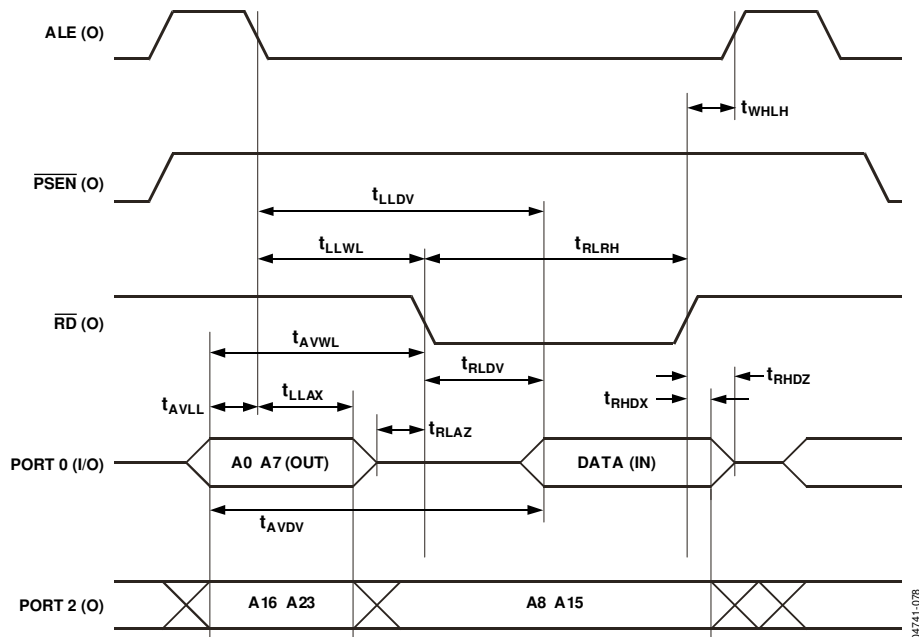 ALE (O)
tWHLH
PSEN (O)
tLLDV
tLLWL
tRLRH
RD (O)
tAVWL
tRLDV
tRHDZ
tAVLL
tLLAX
tRHDX
tRLAZ
PORT 0 (I/O)
A0 A7 (OUT)
DATA (IN)
tAVDV
PORT 2 (O)
A16 A23
A8 A15
04741-078